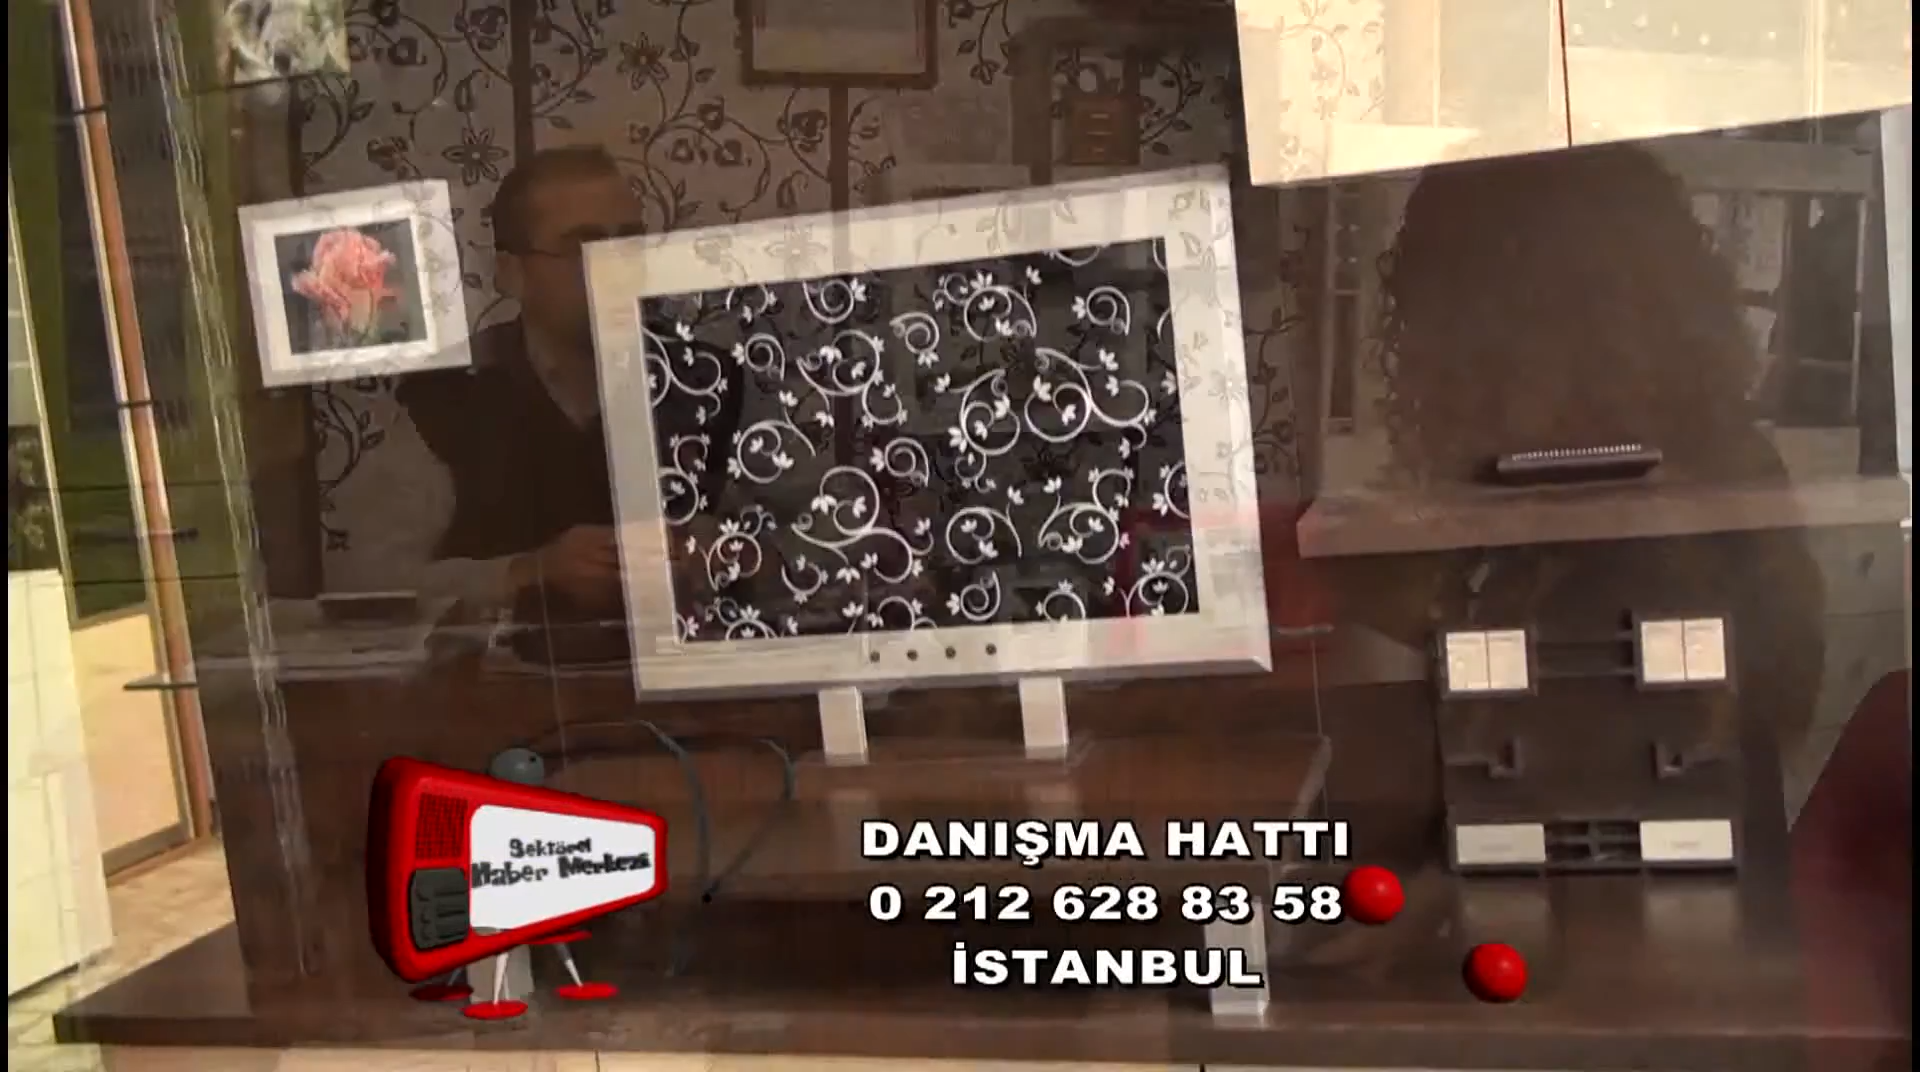 Sektörel
Haber Merkezi
DANIŞMA HATTI
0 212 628 83 58
İSTANBUL